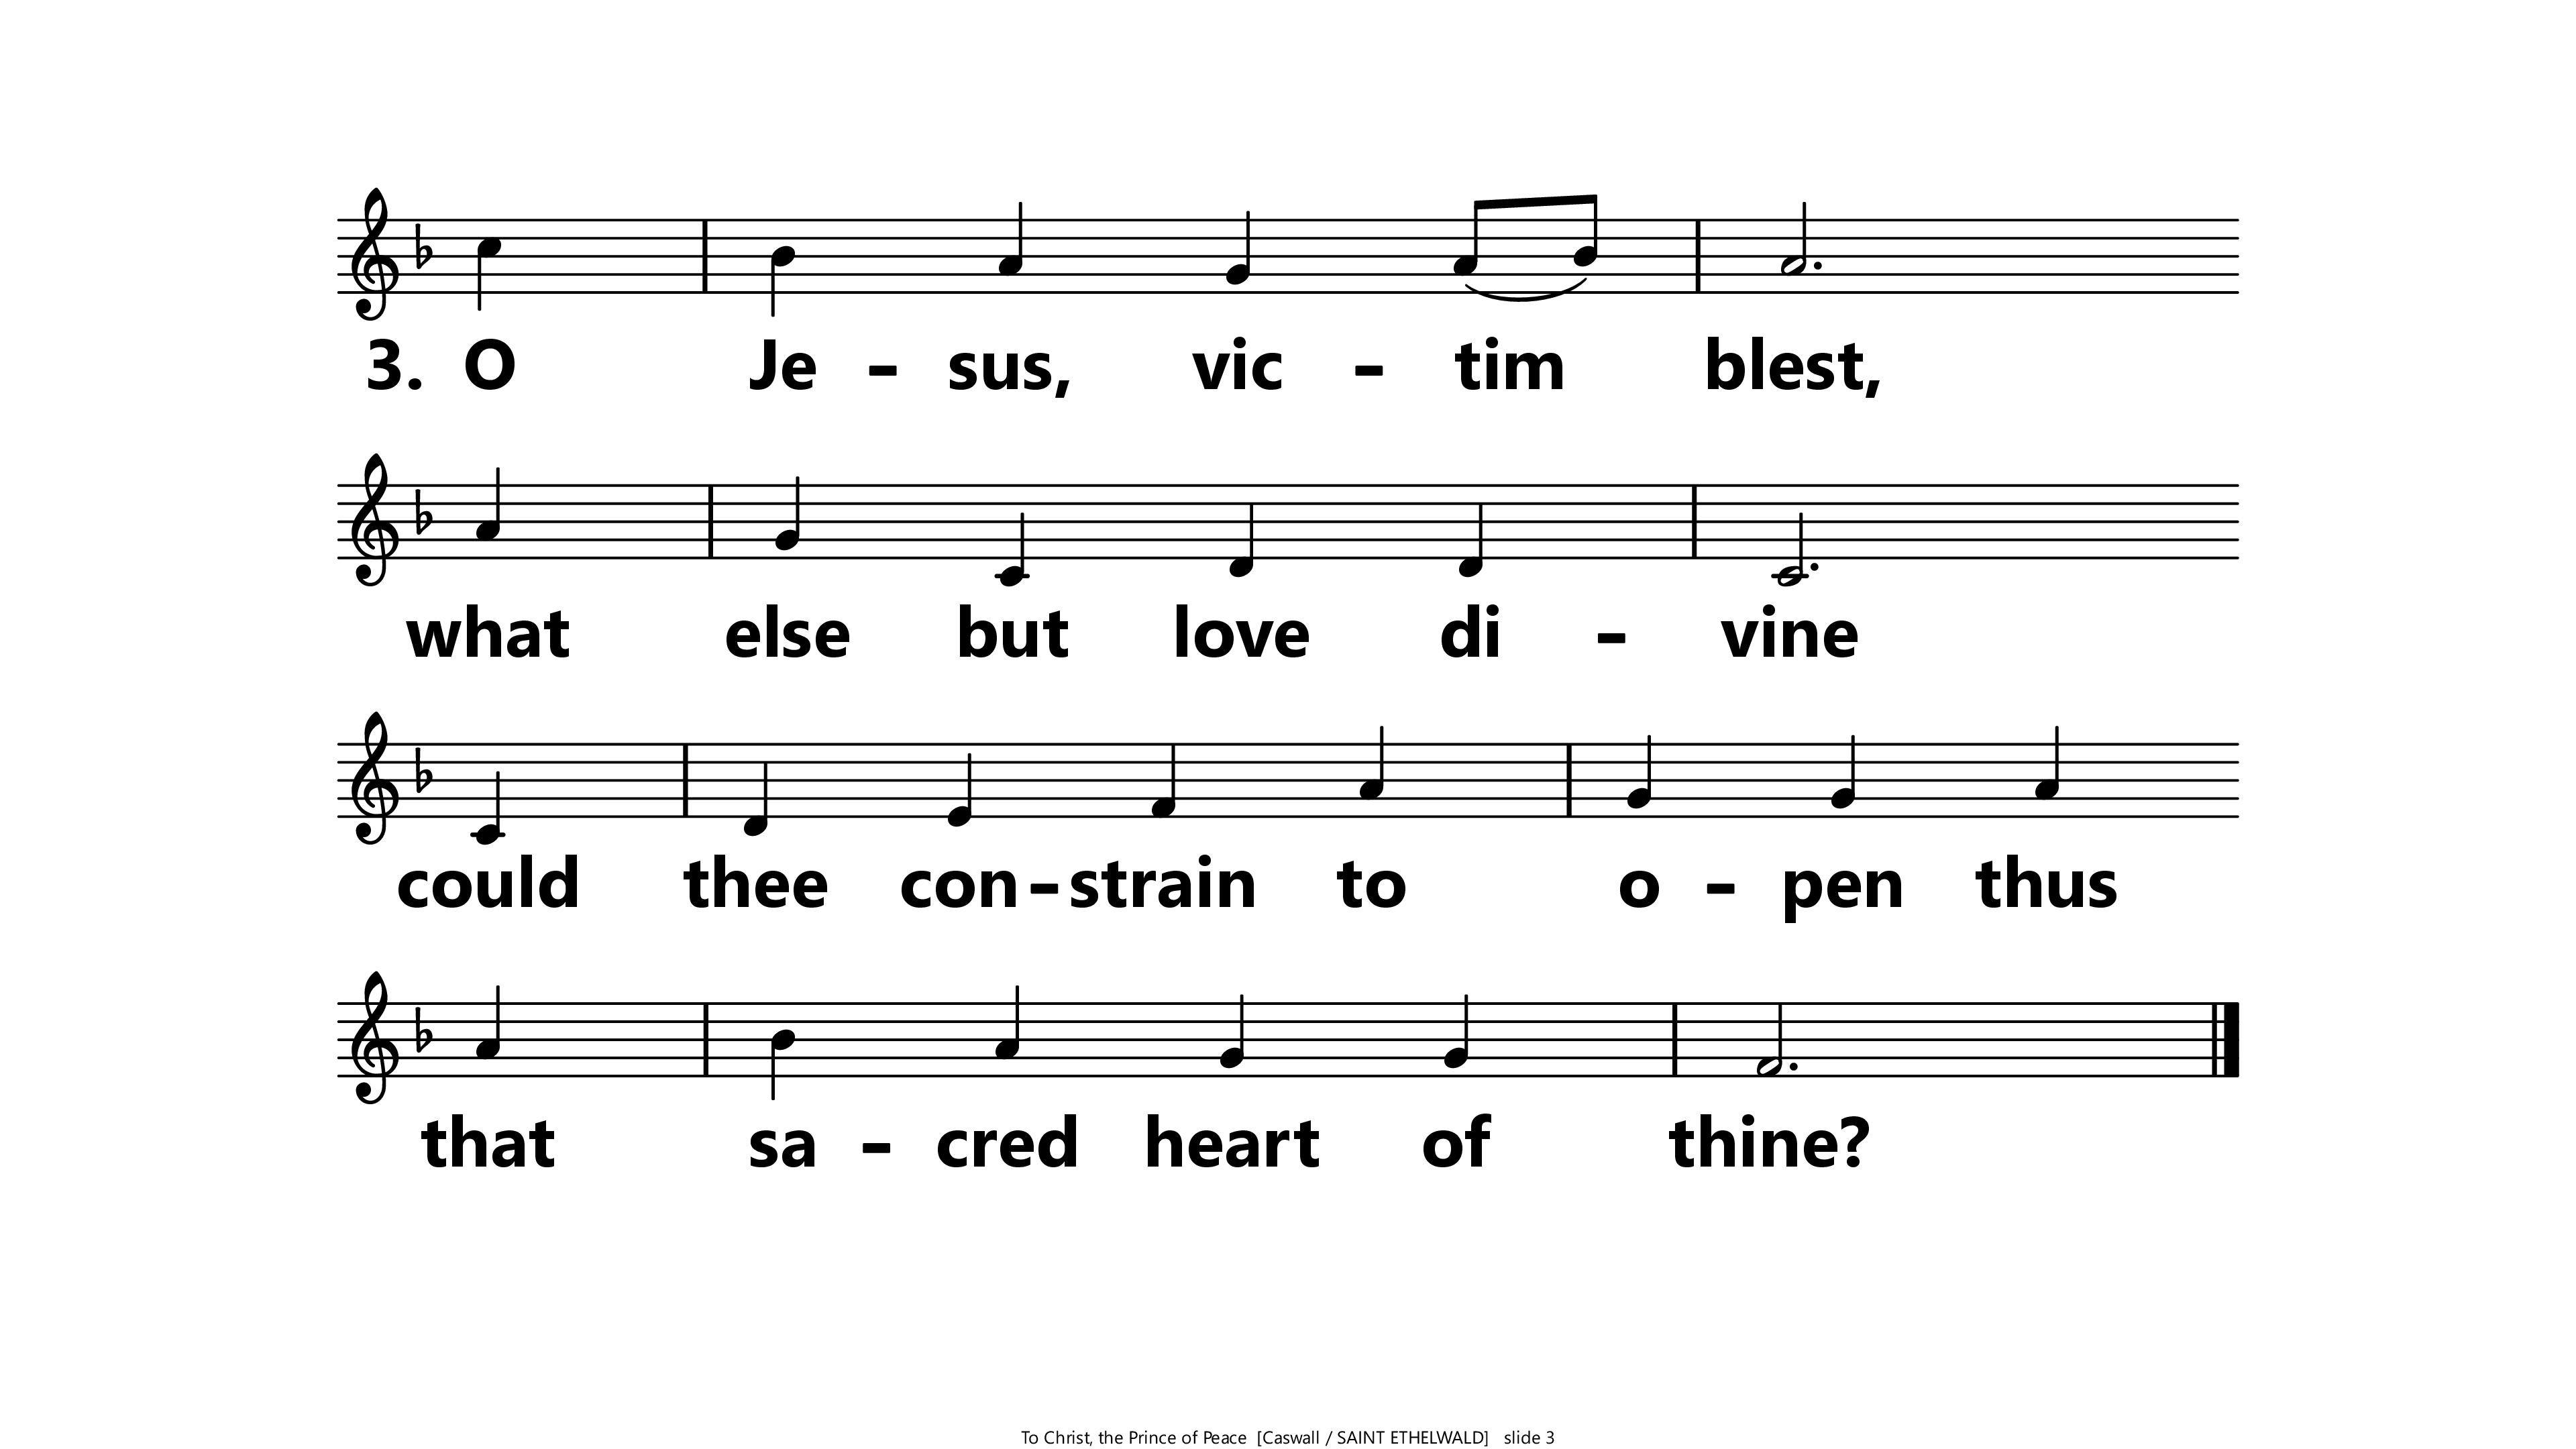 3. O Je - sus, vic - tim blest,
what else but love di - vine
could thee con - strain to o - pen thus
that sa - cred heart of thine?
To Christ, the Prince of Peace [Caswall / SAINT ETHELWALD] slide 3